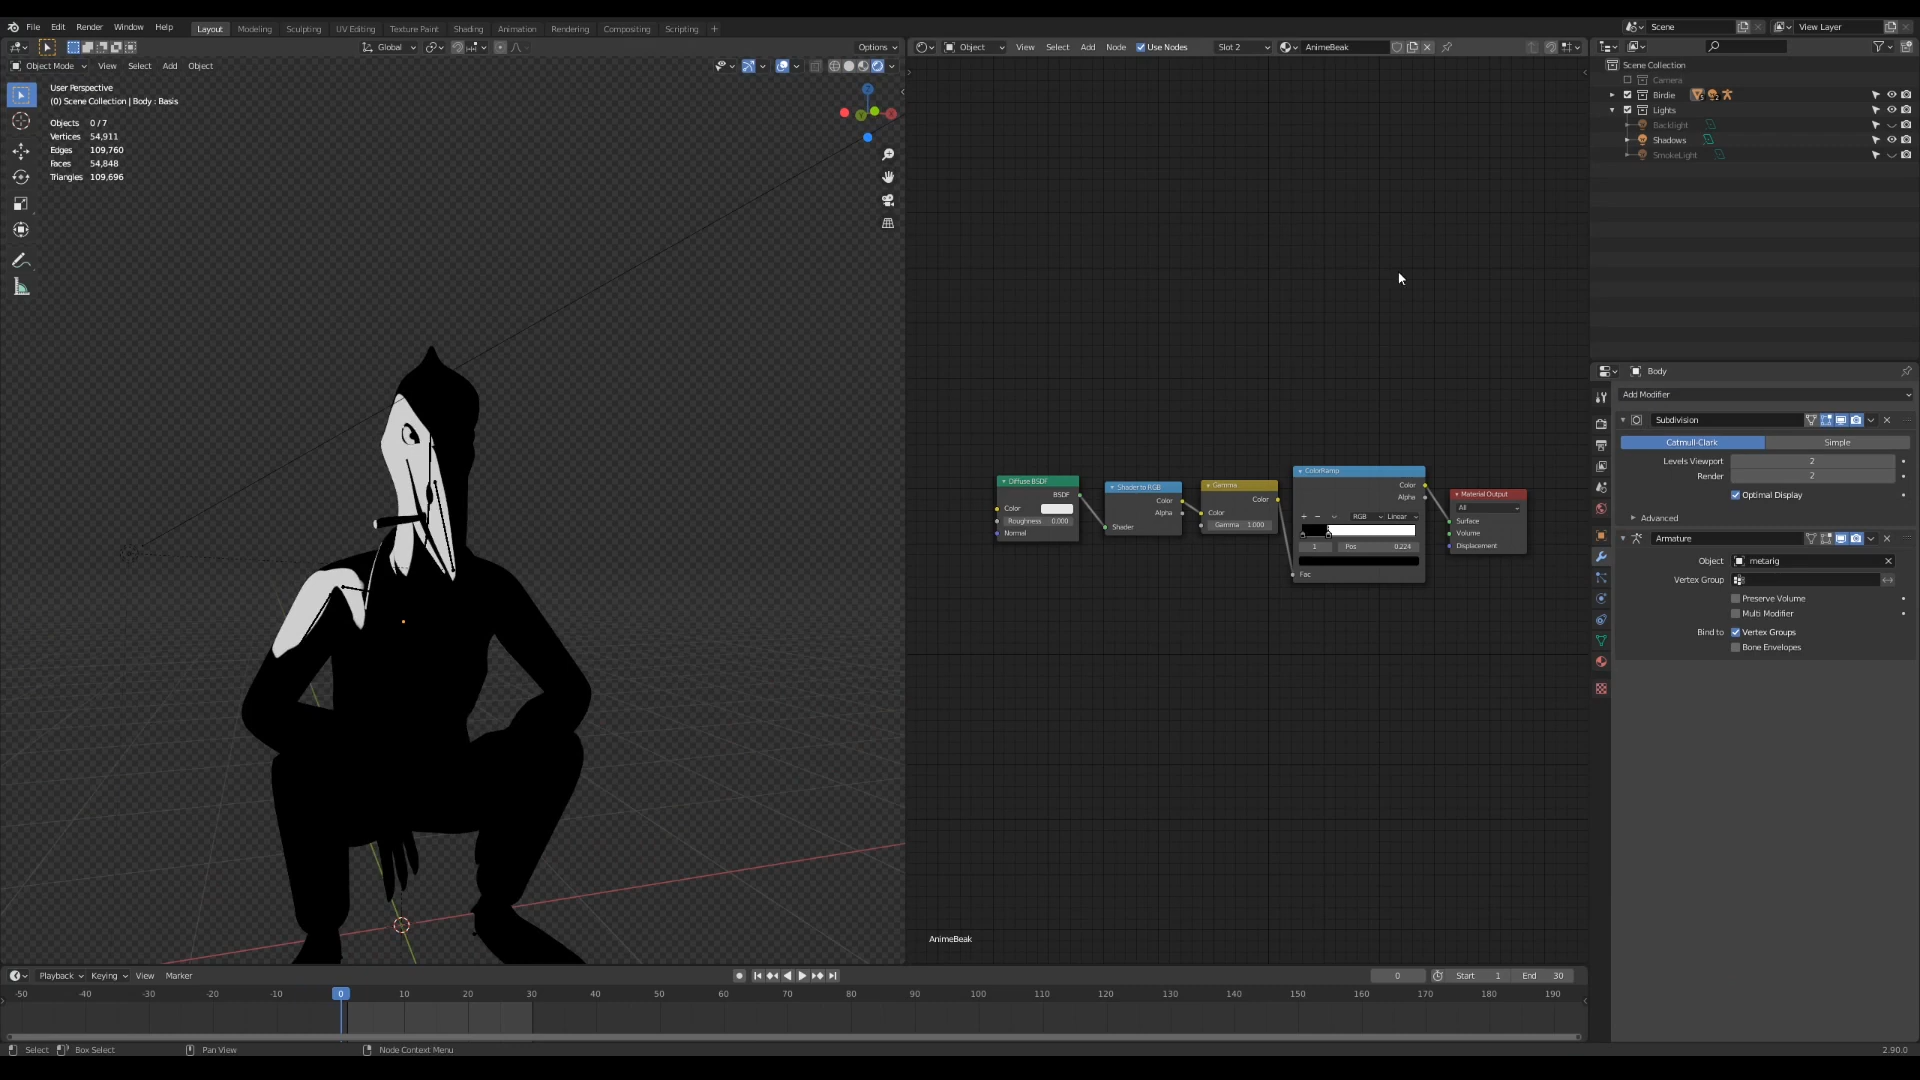 File Edit Render Window Help Layout Modeling Sculpting UV Editing Texture Paint Shading Animation Rendering Compositing Scripting + Scene View Layer
Global Options Object View Select Add Node Use Nodes Slot 2 AnimeBeak
Object Mode View Select Add Object
User Perspective
(0) Scene Collection | Body : Basis
Objects 0 / 7
Vertices 54,911
Edges 109,760
Faces 54,848
Triangles 109,696
Diffuse BSDF
BSDF
Color
Roughness 0.000
Normal
Shader to RGB
Color
Alpha
Shader
Gamma
Color
Color
Gamma 1.000
ColorRamp
Color
Alpha
+ − RGB Linear
1 Pos 0.224
Fac
Material Output
All
Surface
Volume
Displacement
AnimeBeak
Scene Collection
Camera
Birdie
Lights
Backlight
Shadows
SmokeLight
Body
Add Modifier
Subdivision
Catmull-Clark Simple
Levels Viewport 2
Render 2
Optimal Display
Advanced
Armature
Object metarig
Vertex Group
Preserve Volume
Multi Modifier
Bind to Vertex Groups
Bone Envelopes
Playback Keying View Marker 0 Start 1 End 30
-50 -40 -30 -20 -10 0 10 20 30 40 50 60 70 80 90 100 110 120 130 140 150 160 170 180 190
Select Box Select Pan View Node Context Menu 2.90.0